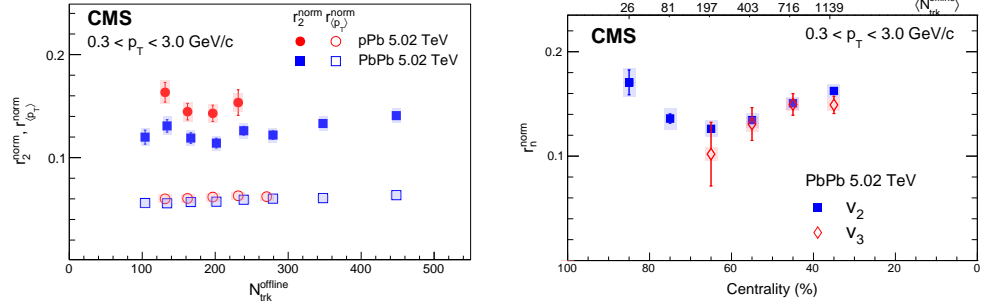 CMS
0.3 < p_T < 3.0 GeV/c
r_2^norm r_⟨p_T⟩^norm
pPb 5.02 TeV
PbPb 5.02 TeV
r_2^norm, r_⟨p_T⟩^norm
0.2
0.1
0 100 200 300 400 500
N_trk^offline
26 81 197 403 716 1139
CMS
0.3 < p_T < 3.0 GeV/c
r_n^norm
0.2
0.1
PbPb 5.02 TeV
v_2
v_3
100 80 60 40 20 0
Centrality (%)